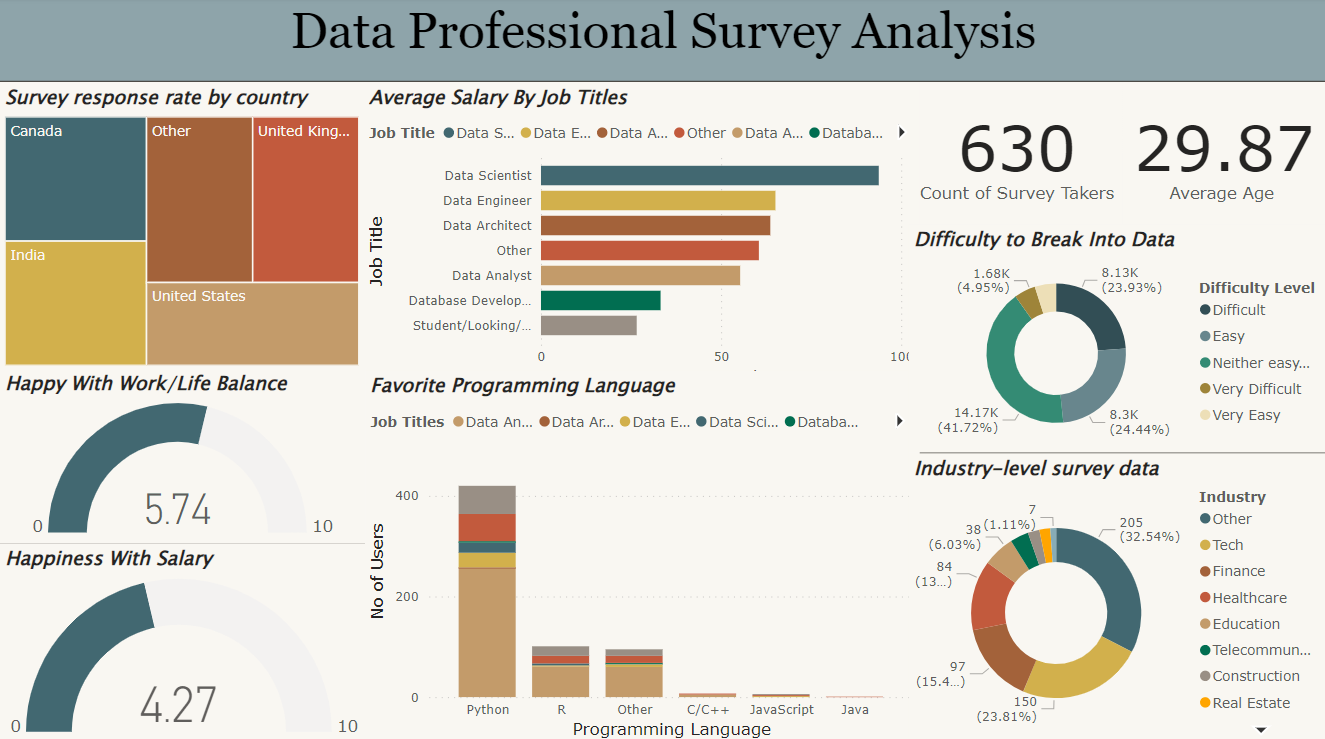 Data Professional Survey Analysis
Survey response rate by country
Canada
Other
United King...
India
United States
Average Salary By Job Titles
Job Title
Data S...
Data E...
Data A...
Other
Data A...
Databa...
Job Title
Data Scientist
Data Engineer
Data Architect
Other
Data Analyst
Database Develop...
Student/Looking/...
0
50
100
630
Count of Survey Takers
29.87
Average Age
Difficulty to Break Into Data
1.68K
(4.95%)
8.13K
(23.93%)
14.17K
(41.72%)
8.3K
(24.44%)
Difficulty Level
Difficult
Easy
Neither easy...
Very Difficult
Very Easy
Happy With Work/Life Balance
5.74
0
10
Happiness With Salary
4.27
0
10
Favorite Programming Language
Job Titles
Data An...
Data Ar...
Data E...
Data Sci...
Databa...
No of Users
400
200
0
Python
R
Other
C/C++
JavaScript
Java
Programming Language
Industry-level survey data
7
(1.11%)
38
(6.03%)
84
(13...)
97
(15.4...)
150
(23.81%)
205
(32.54%)
Industry
Other
Tech
Finance
Healthcare
Education
Telecommun...
Construction
Real Estate